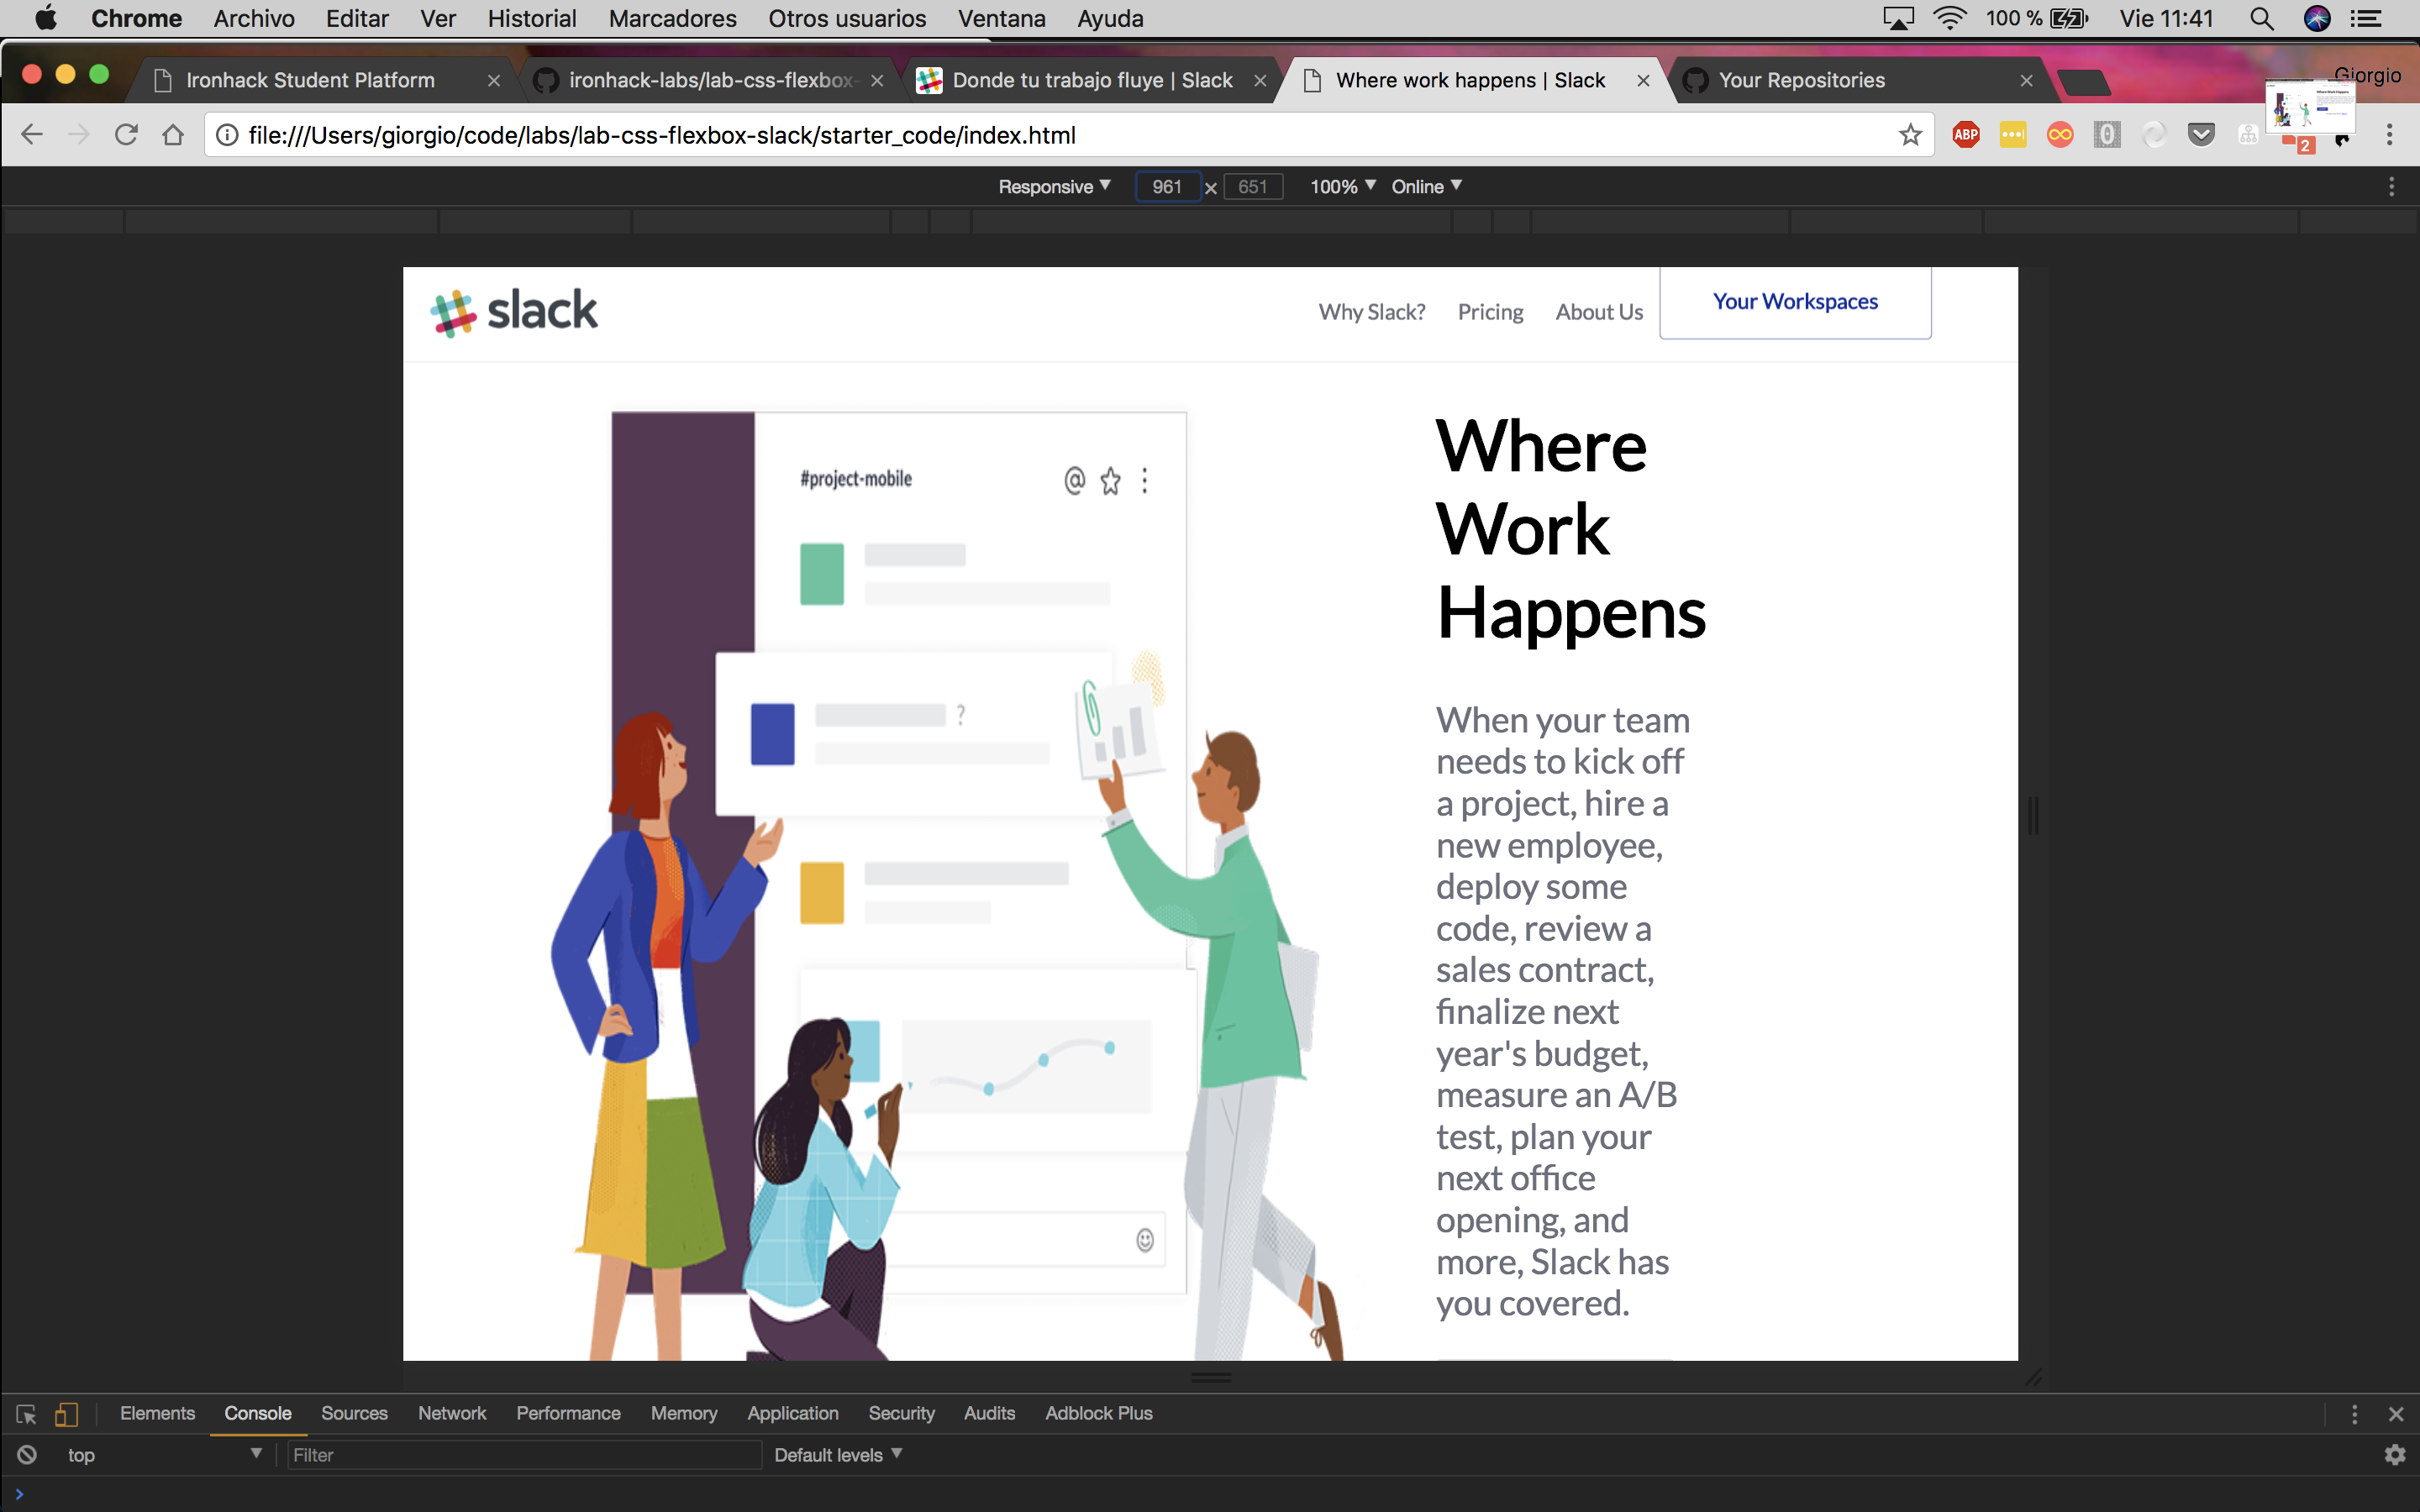 Chrome Archivo Editar Ver Historial Marcadores Otros usuarios Ventana Ayuda 100 % Vie 11:41
Ironhack Student Platform ironhack-labs/lab-css-flexbox- Donde tu trabajo fluye | Slack Where work happens | Slack Your Repositories Giorgio
file:///Users/giorgio/code/labs/lab-css-flexbox-slack/starter_code/index.html ABP 2
Responsive 961 × 651 100% Online
slack Why Slack? Pricing About Us Your Workspaces
#project-mobile @
?
Where
Work
Happens
When your team
needs to kick off
a project, hire a
new employee,
deploy some
code, review a
sales contract,
finalize next
year's budget,
measure an A/B
test, plan your
next office
opening, and
more, Slack has
you covered.
Elements Console Sources Network Performance Memory Application Security Audits Adblock Plus
top Filter Default levels